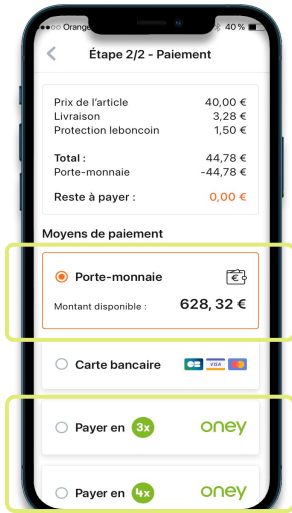 Orange 40 %
Étape 2/2 - Paiement
Prix de l'article 40,00 €
Livraison 3,28 €
Protection leboncoin 1,50 €
Total : 44,78 €
Porte-monnaie -44,78 €
Reste à payer : 0,00 €
Moyens de paiement
Porte-monnaie
Montant disponible : 628, 32 €
Carte bancaire CB VISA
Payer en 3x oney
Payer en 4x oney